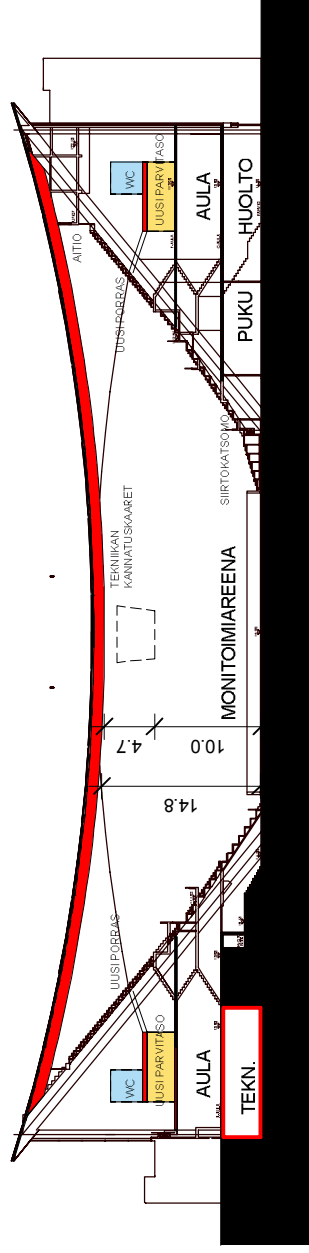 AITIO
WC
UUSI PARVITASO
AULA
HUOLTO
UUSI PORRAS
PUKU
SIIRTOKATSOMO
TEKNIIKAN
KANNATUSKAARET
MONITOIMIAREENA
4.7
10.0
14.8
UUSI PORRAS
WC
UUSI PARVITASO
AULA
TEKN.